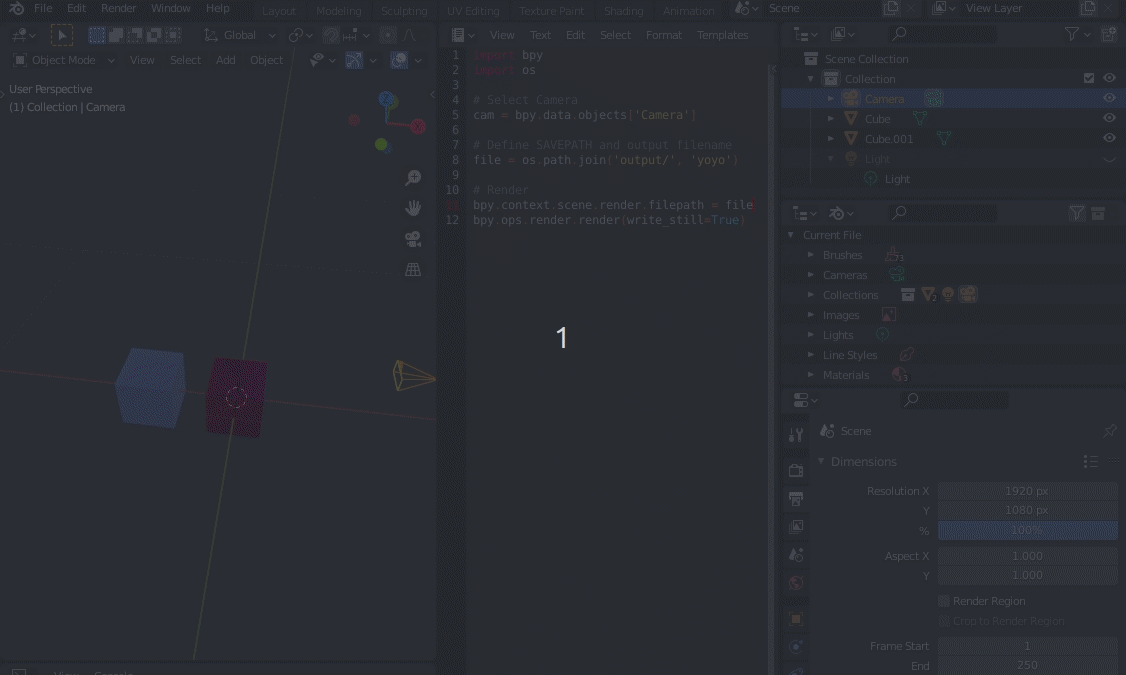 File Edit Render Window Help Layout Modeling Sculpting UV Editing Texture Paint Shading Animation Scene View Layer
Global
View Text Edit Select Format Templates
Object Mode View Select Add Object
User Perspective
(1) Collection | Camera
1 import bpy
2 import os
3
4 # Select Camera
5 cam = bpy.data.objects['Camera']
6
7 # Define SAVEPATH and output filename
8 file = os.path.join('output/', 'yoyo')
9
10 # Render
11 bpy.context.scene.render.filepath = file
12 bpy.ops.render.render(write_still=True)
1
Scene Collection
Collection
Camera
Cube
Cube.001
Light
Light
Current File
Brushes 73
Cameras
Collections 2
Images
Lights
Line Styles
Materials 3
Scene
Dimensions
Resolution X 1920 px
Y 1080 px
% 100%
Aspect X 1.000
Y 1.000
Render Region
Crop to Render Region
Frame Start 1
End 250
View Console